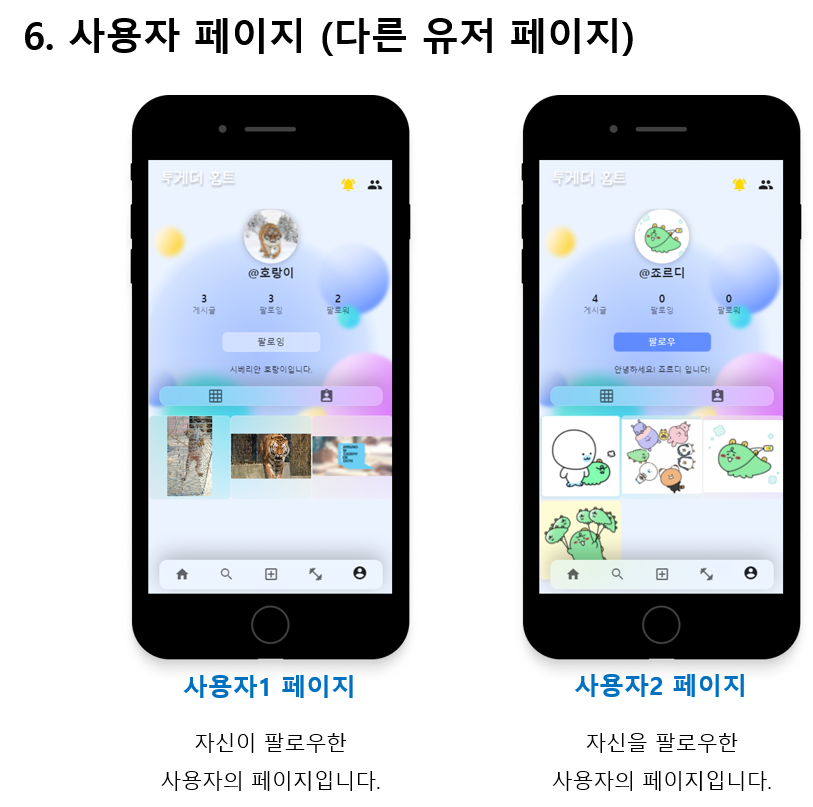 6. 사용자 페이지 (다른 유저 페이지)
투게더 홈트
@호랑이
3 3 2
게시글 팔로잉 팔로워
팔로잉
시베리안 호랑이입니다.
사용자1 페이지
자신이 팔로우한
사용자의 페이지입니다.
투게더 홈트
@죠르디
4 0 0
게시글 팔로잉 팔로워
팔로우
안녕하세요! 죠르디 입니다!
사용자2 페이지
자신을 팔로우한
사용자의 페이지입니다.